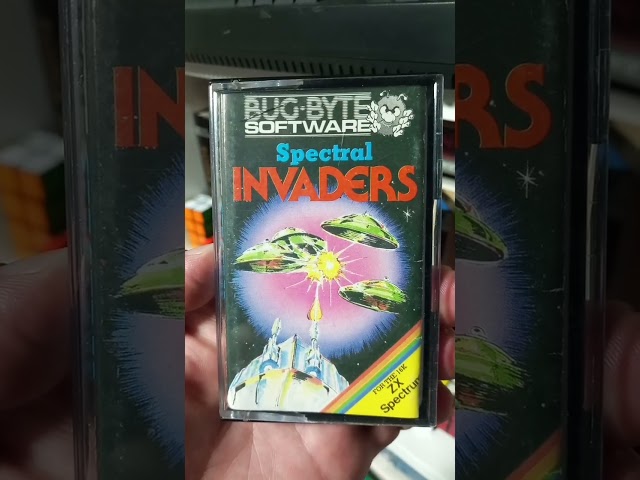 BUG-BYTE
SOFTWARE
Spectral
INVADERS
FOR THE 16K
ZX
Spectrum